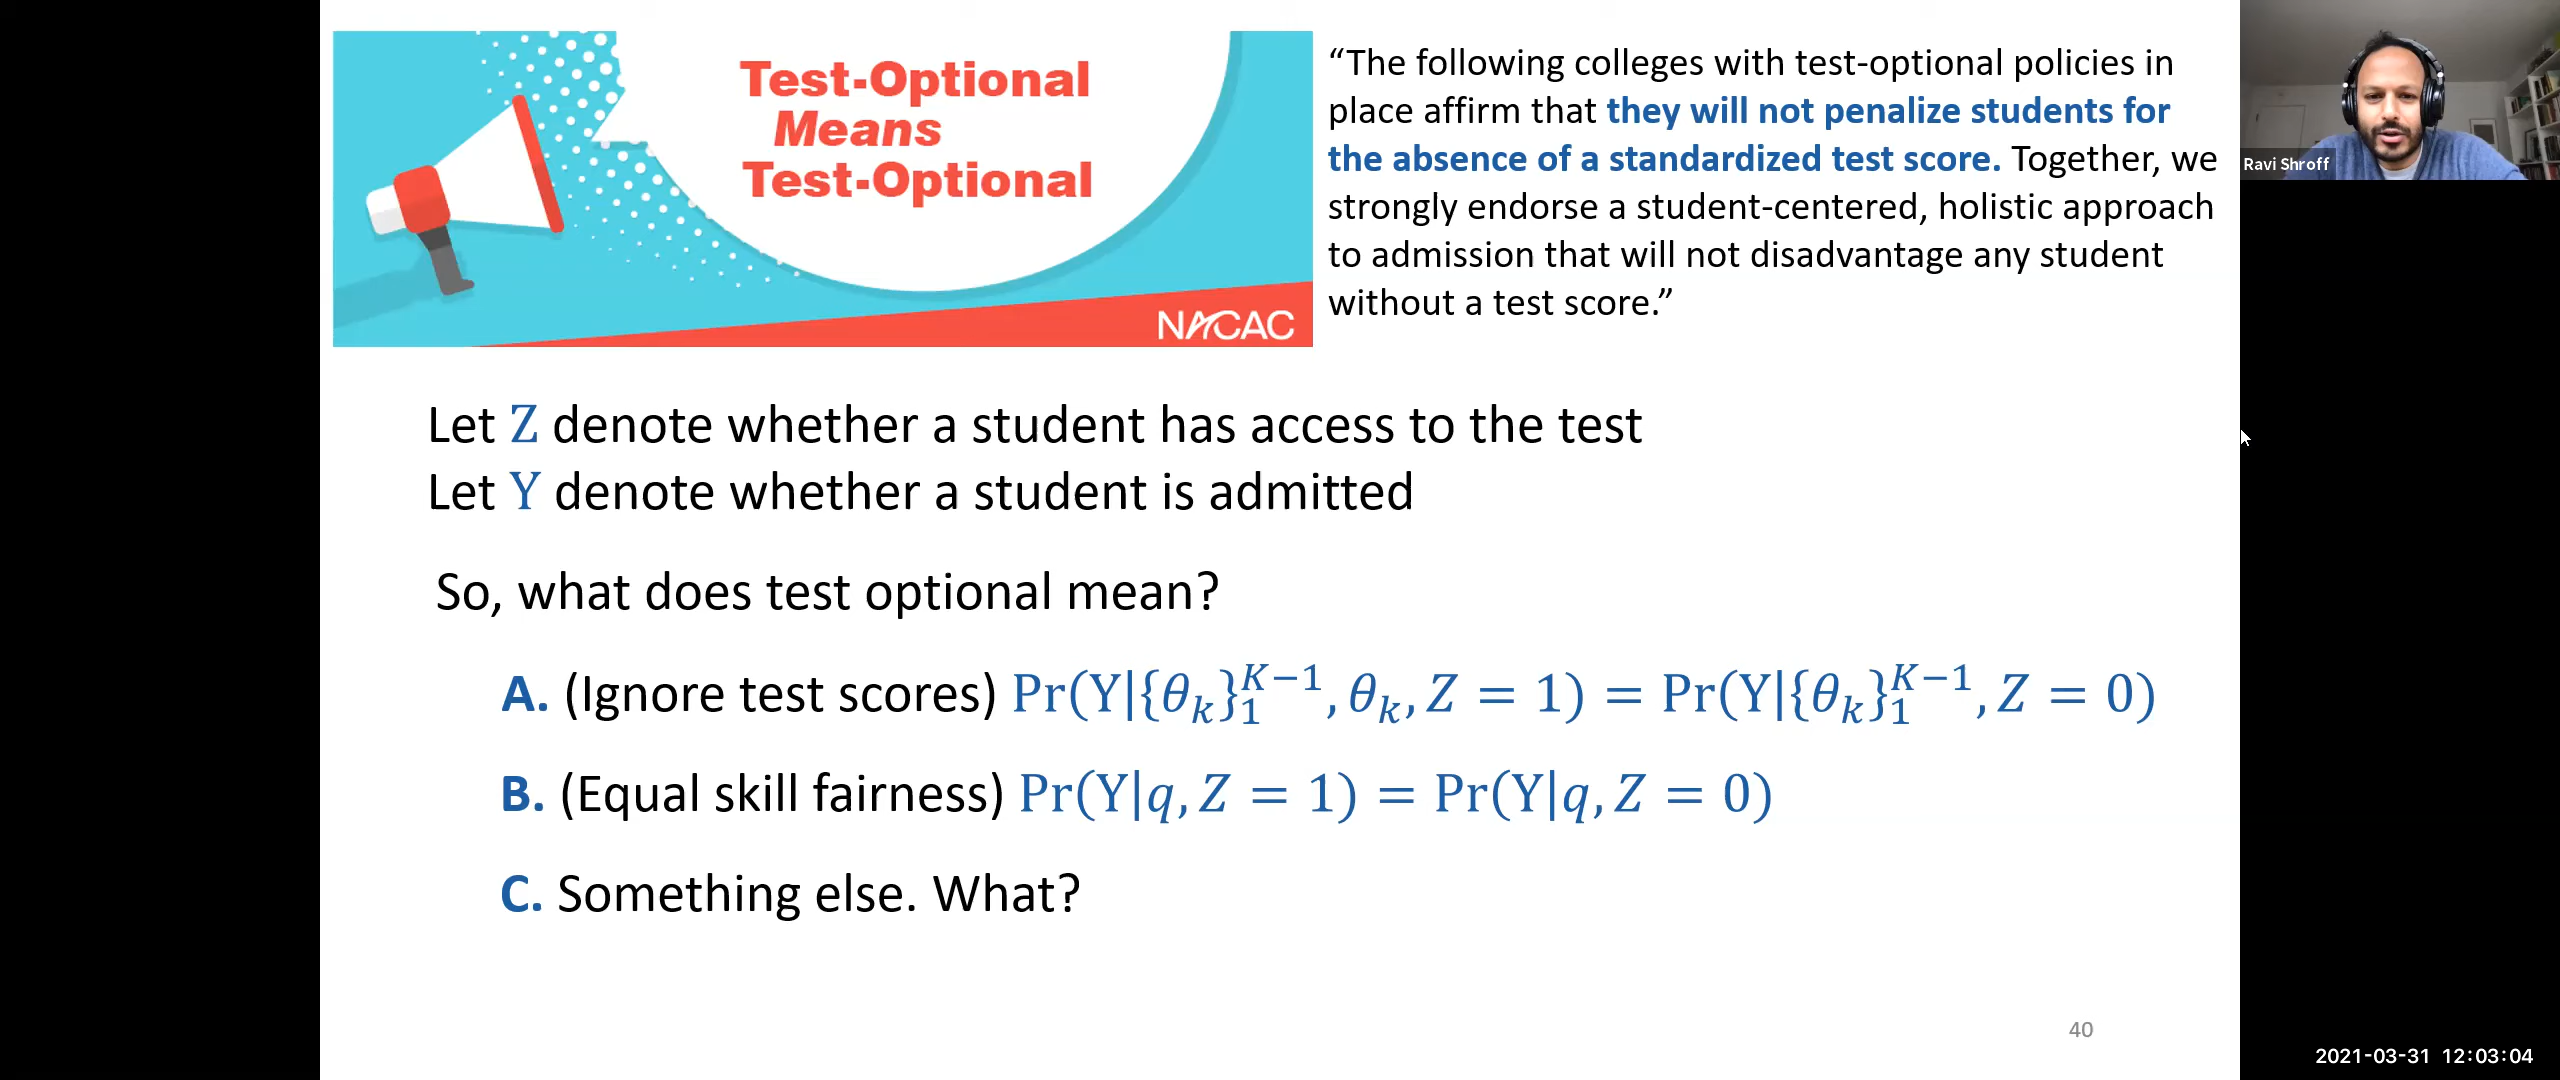 Test-Optional
Means
Test-Optional
NACAC
“The following colleges with test-optional policies in
place affirm that they will not penalize students for
the absence of a standardized test score. Together, we
strongly endorse a student-centered, holistic approach
to admission that will not disadvantage any student
without a test score.”
Ravi Shroff
Let Z denote whether a student has access to the test
Let Y denote whether a student is admitted
So, what does test optional mean?
A. (Ignore test scores) Pr(Y|{θ_k}_1^{K−1}, θ_k, Z = 1) = Pr(Y|{θ_k}_1^{K−1}, Z = 0)
B. (Equal skill fairness) Pr(Y|q, Z = 1) = Pr(Y|q, Z = 0)
C. Something else. What?
40
2021-03-31 12:03:04